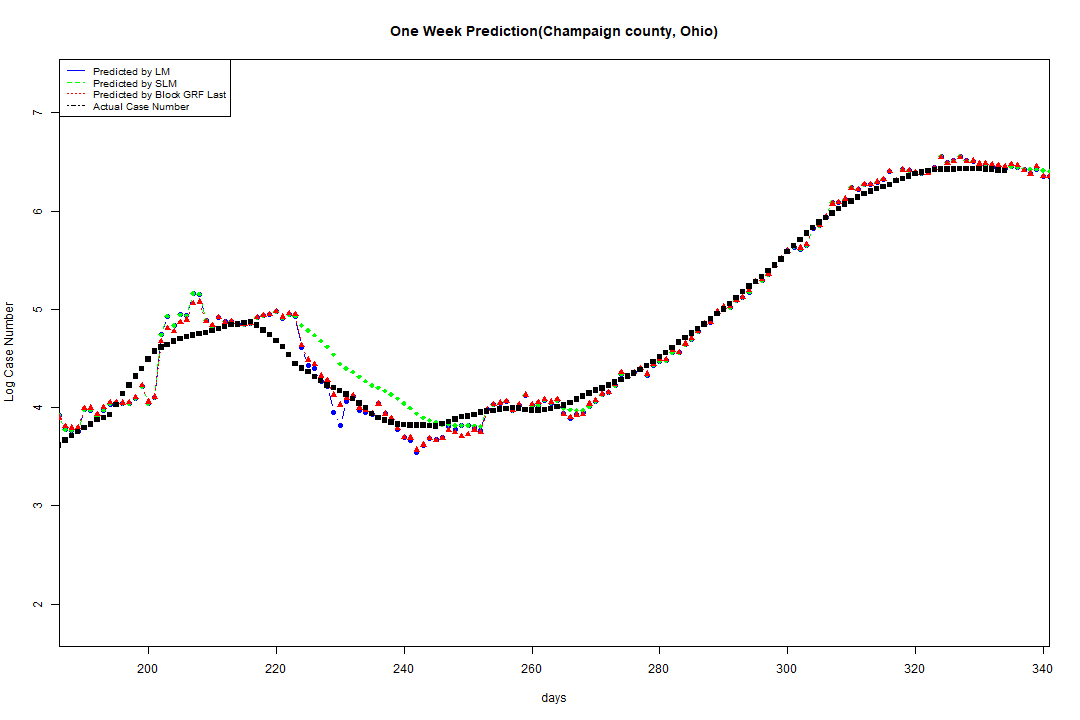 One Week Prediction(Champaign county, Ohio)
Predicted by LM
Predicted by SLM
Predicted by Block GRF Last
Actual Case Number
7
6
5
4
3
2
Log Case Number
200 220 240 260 280 300 320 340
days